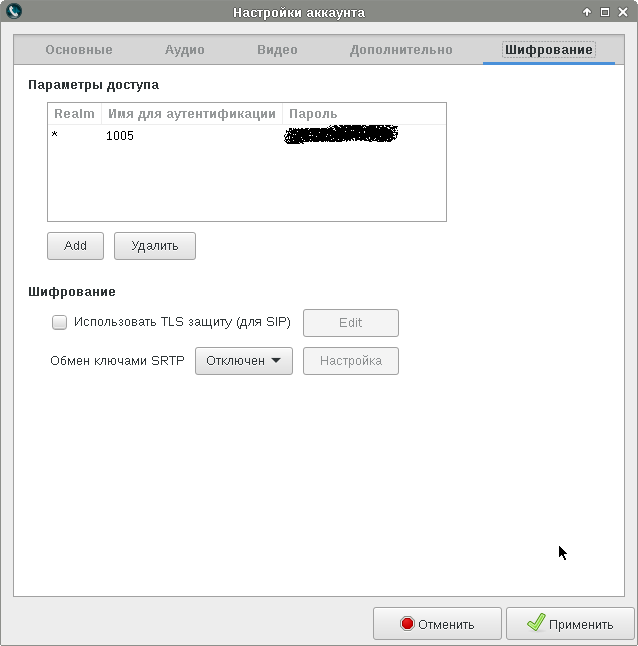 Настройки аккаунта
Основные Аудио Видео Дополнительно Шифрование
Параметры доступа
Realm Имя для аутентификации Пароль
* 1005
Add Удалить
Шифрование
Использовать TLS защиту (для SIP) Edit
Обмен ключами SRTP Отключен Настройка
Отменить Применить